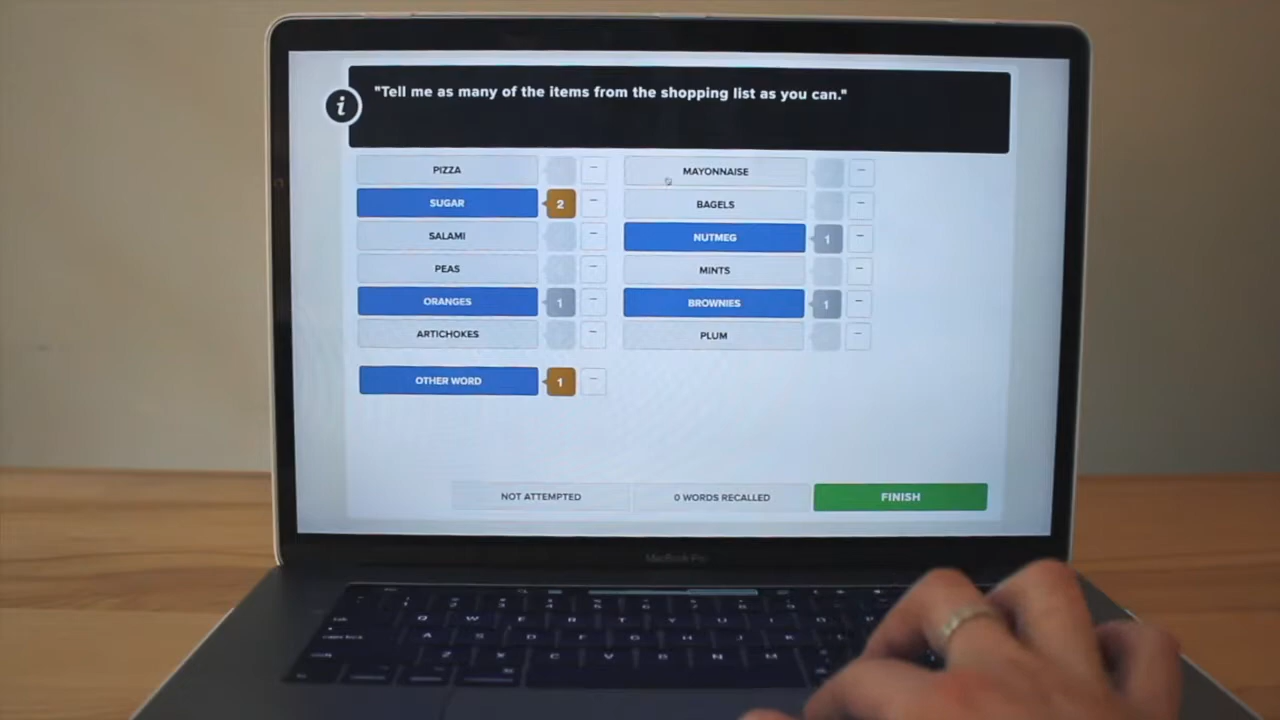 i
"Tell me as many of the items from the shopping list as you can."
PIZZA – MAYONNAISE –
SUGAR 2 – BAGELS –
SALAMI – NUTMEG 1 –
PEAS – MINTS –
ORANGES 1 – BROWNIES 1 –
ARTICHOKES – PLUM –
OTHER WORD 1 –
NOT ATTEMPTED 0 WORDS RECALLED FINISH
MacBook Pro
Q W E R T Y U
A S D F G H J K
Z X C V B N M